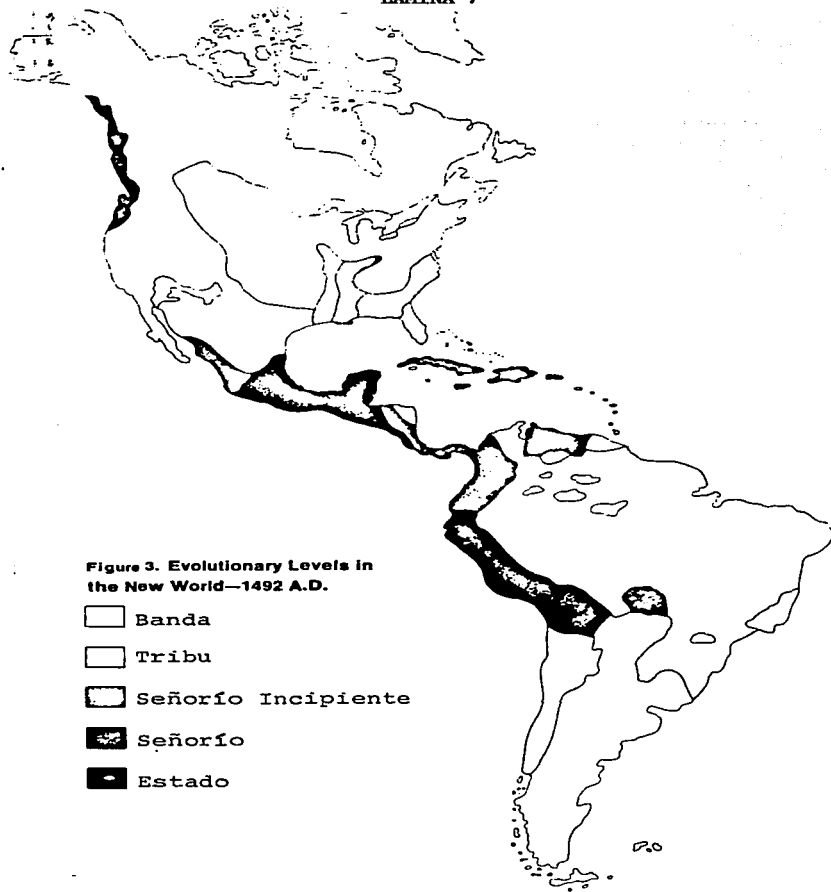 Figure 3. Evolutionary Levels in
the New World—1492 A.D.
Banda
Tribu
Señorío Incipiente
Señorío
Estado